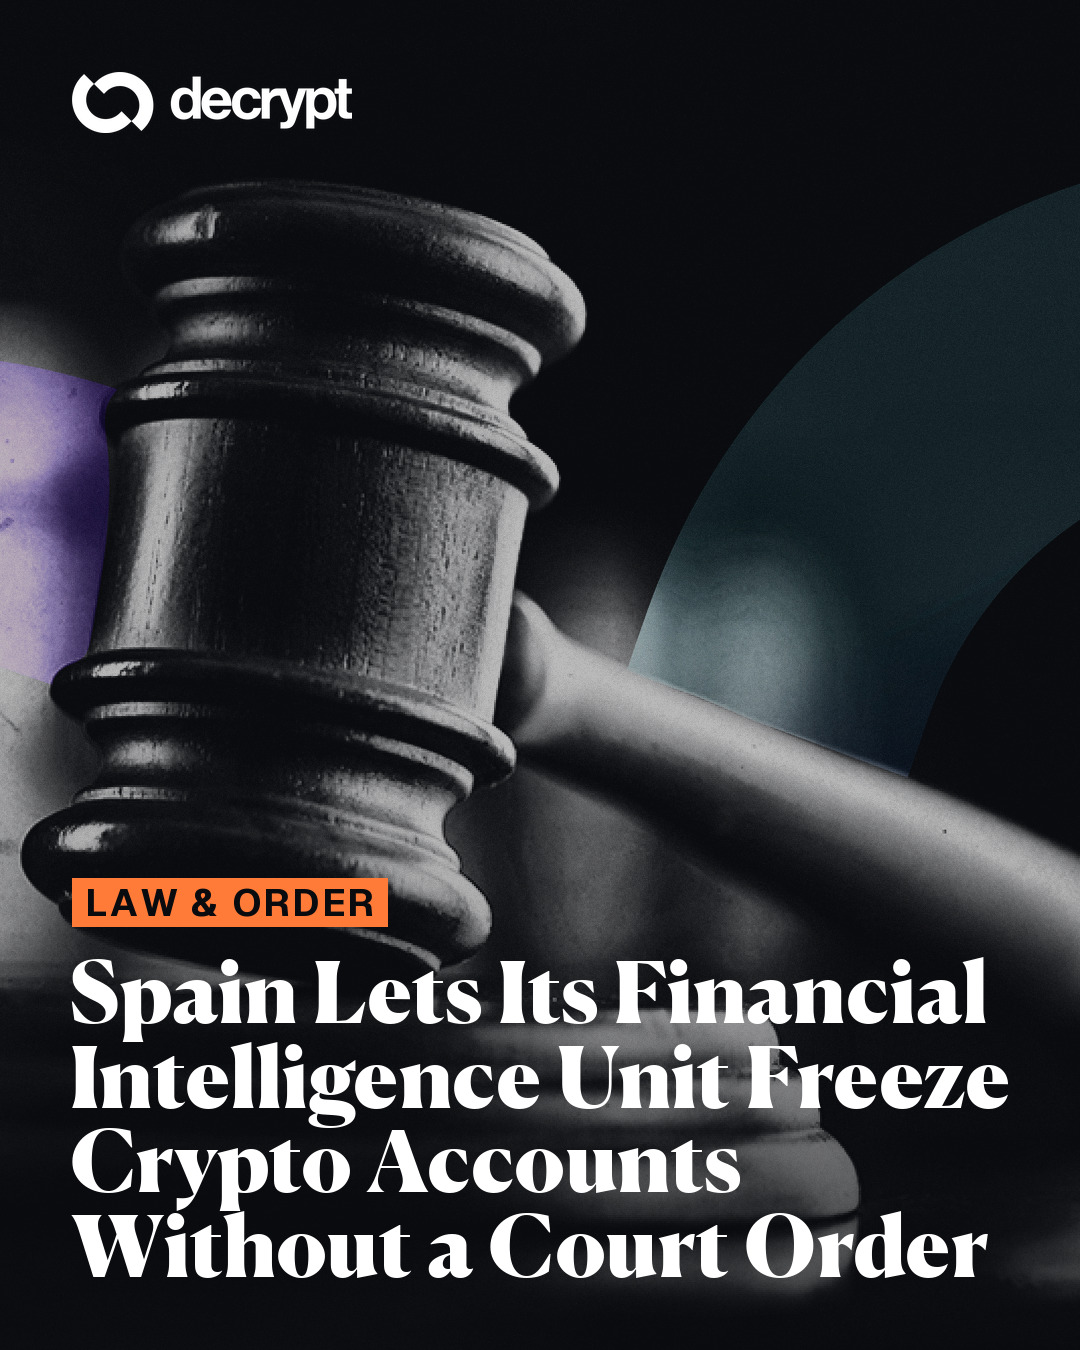 decrypt
LAW & ORDER
Spain Lets Its Financial
Intelligence Unit Freeze
Crypto Accounts
Without a Court Order